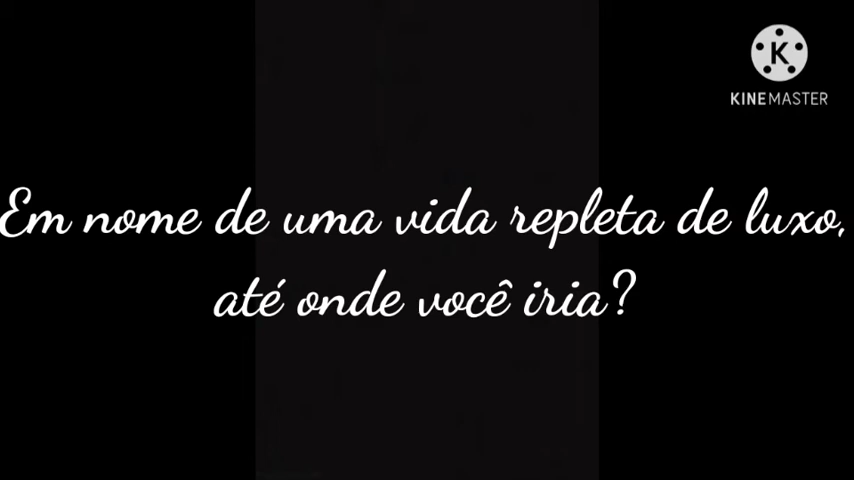 K
KINEMASTER
Em nome de uma vida repleta de luxo,
até onde você iria?